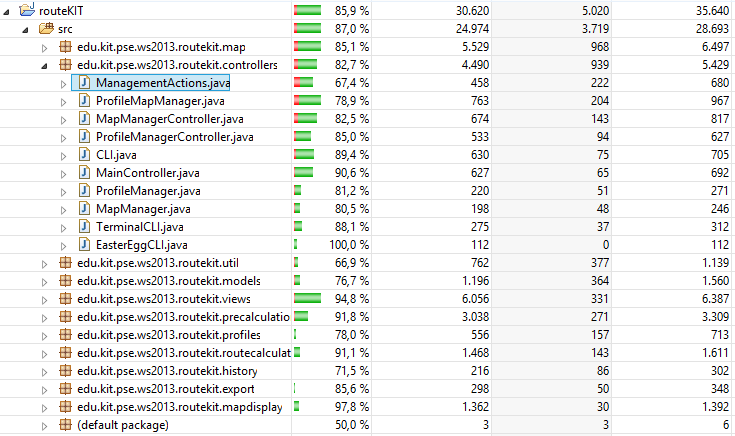 routeKIT 85,9 % 30.620 5.020 35.640
src 87,0 % 24.974 3.719 28.693
edu.kit.pse.ws2013.routekit.map 85,1 % 5.529 968 6.497
edu.kit.pse.ws2013.routekit.controllers 82,7 % 4.490 939 5.429
ManagementActions.java 67,4 % 458 222 680
ProfileMapManager.java 78,9 % 763 204 967
MapManagerController.java 82,5 % 674 143 817
ProfileManagerController.java 85,0 % 533 94 627
CLI.java 89,4 % 630 75 705
MainController.java 90,6 % 627 65 692
ProfileManager.java 81,2 % 220 51 271
MapManager.java 80,5 % 198 48 246
TerminalCLI.java 88,1 % 275 37 312
EasterEggCLI.java 100,0 % 112 0 112
edu.kit.pse.ws2013.routekit.util 66,9 % 762 377 1.139
edu.kit.pse.ws2013.routekit.models 76,7 % 1.196 364 1.560
edu.kit.pse.ws2013.routekit.views 94,8 % 6.056 331 6.387
edu.kit.pse.ws2013.routekit.precalculatio 91,8 % 3.038 271 3.309
edu.kit.pse.ws2013.routekit.profiles 78,0 % 556 157 713
edu.kit.pse.ws2013.routekit.routecalculat 91,1 % 1.468 143 1.611
edu.kit.pse.ws2013.routekit.history 71,5 % 216 86 302
edu.kit.pse.ws2013.routekit.export 85,6 % 298 50 348
edu.kit.pse.ws2013.routekit.mapdisplay 97,8 % 1.362 30 1.392
(default package) 50,0 % 3 3 6